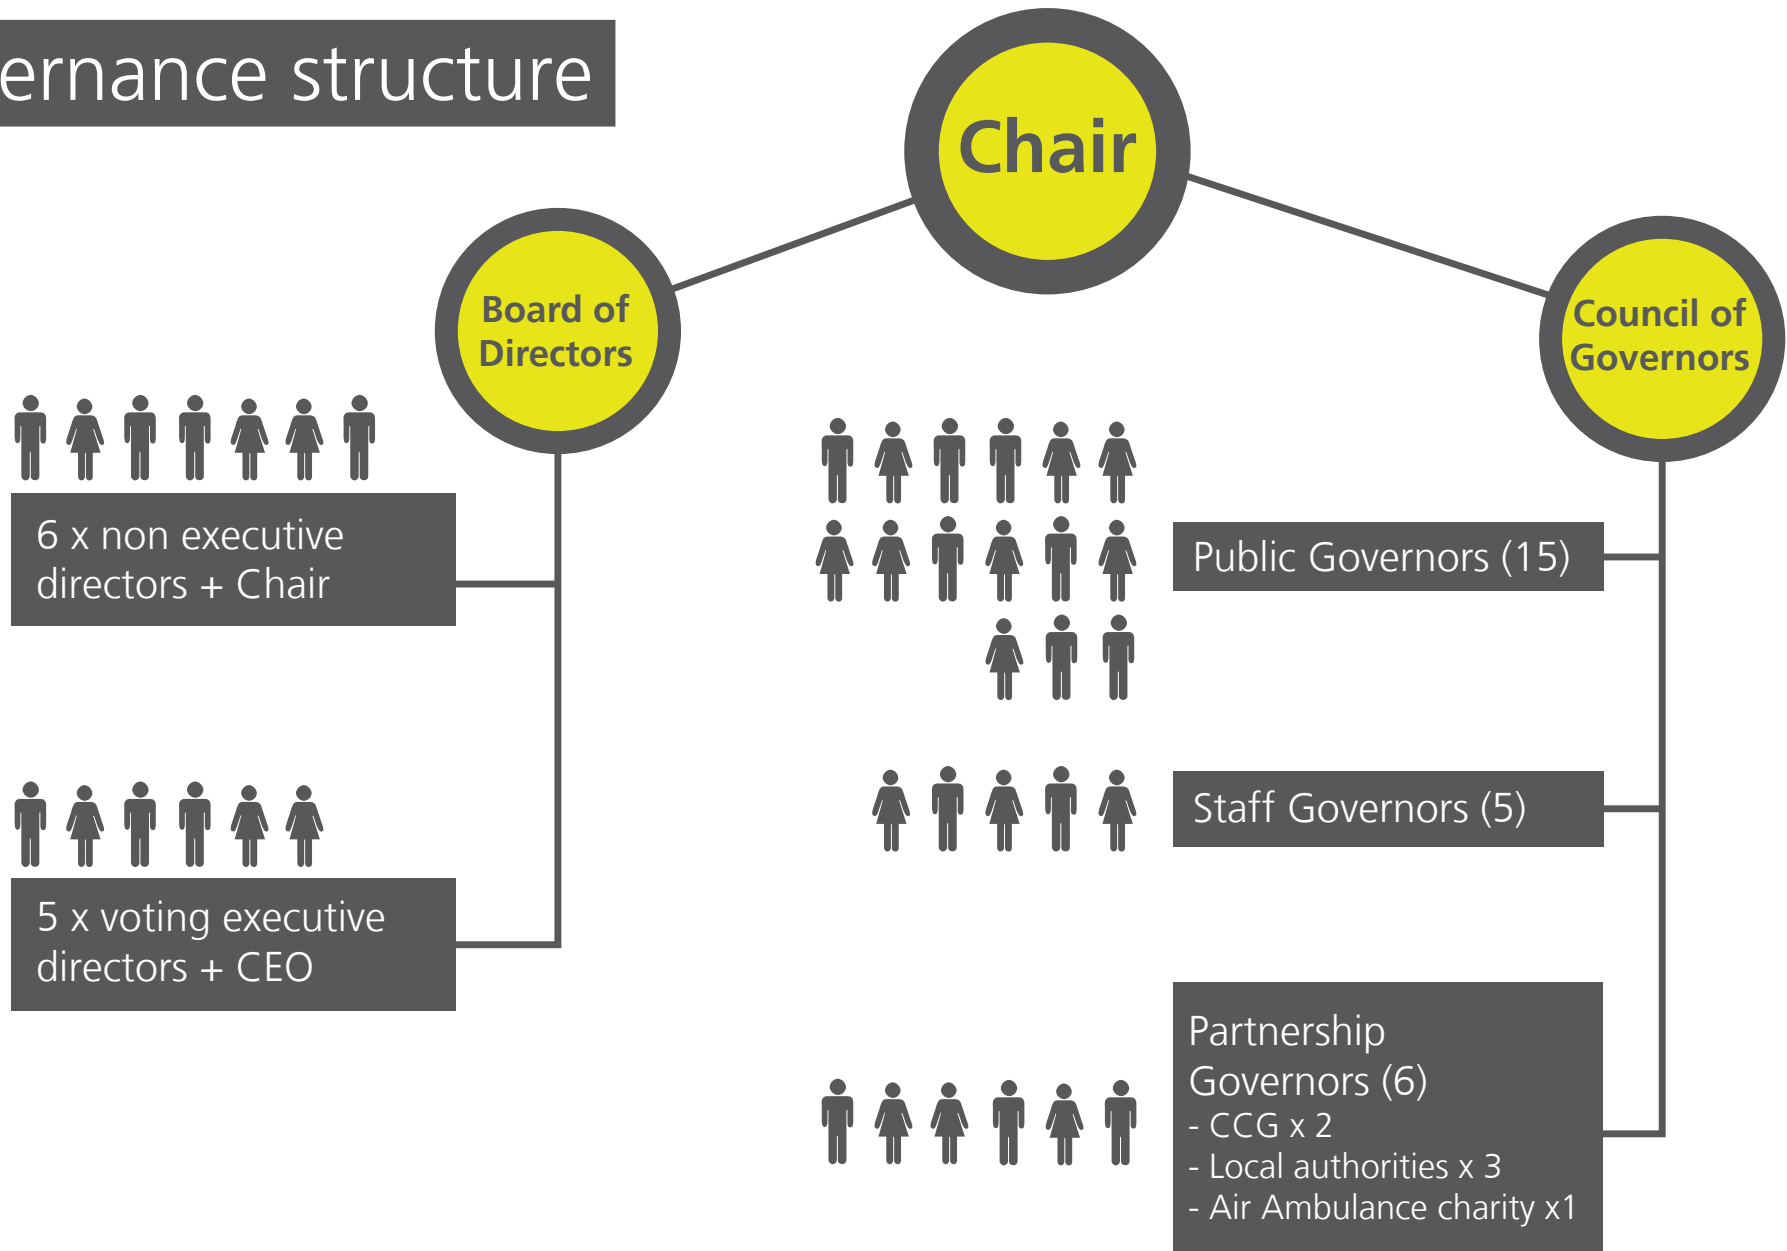 ernance structure
Chair
Board of
Directors
6 x non executive
directors + Chair
5 x voting executive
directors + CEO
Council of
Governors
Public Governors (15)
Staff Governors (5)
Partnership
Governors (6)
- CCG x 2
- Local authorities x 3
- Air Ambulance charity x1